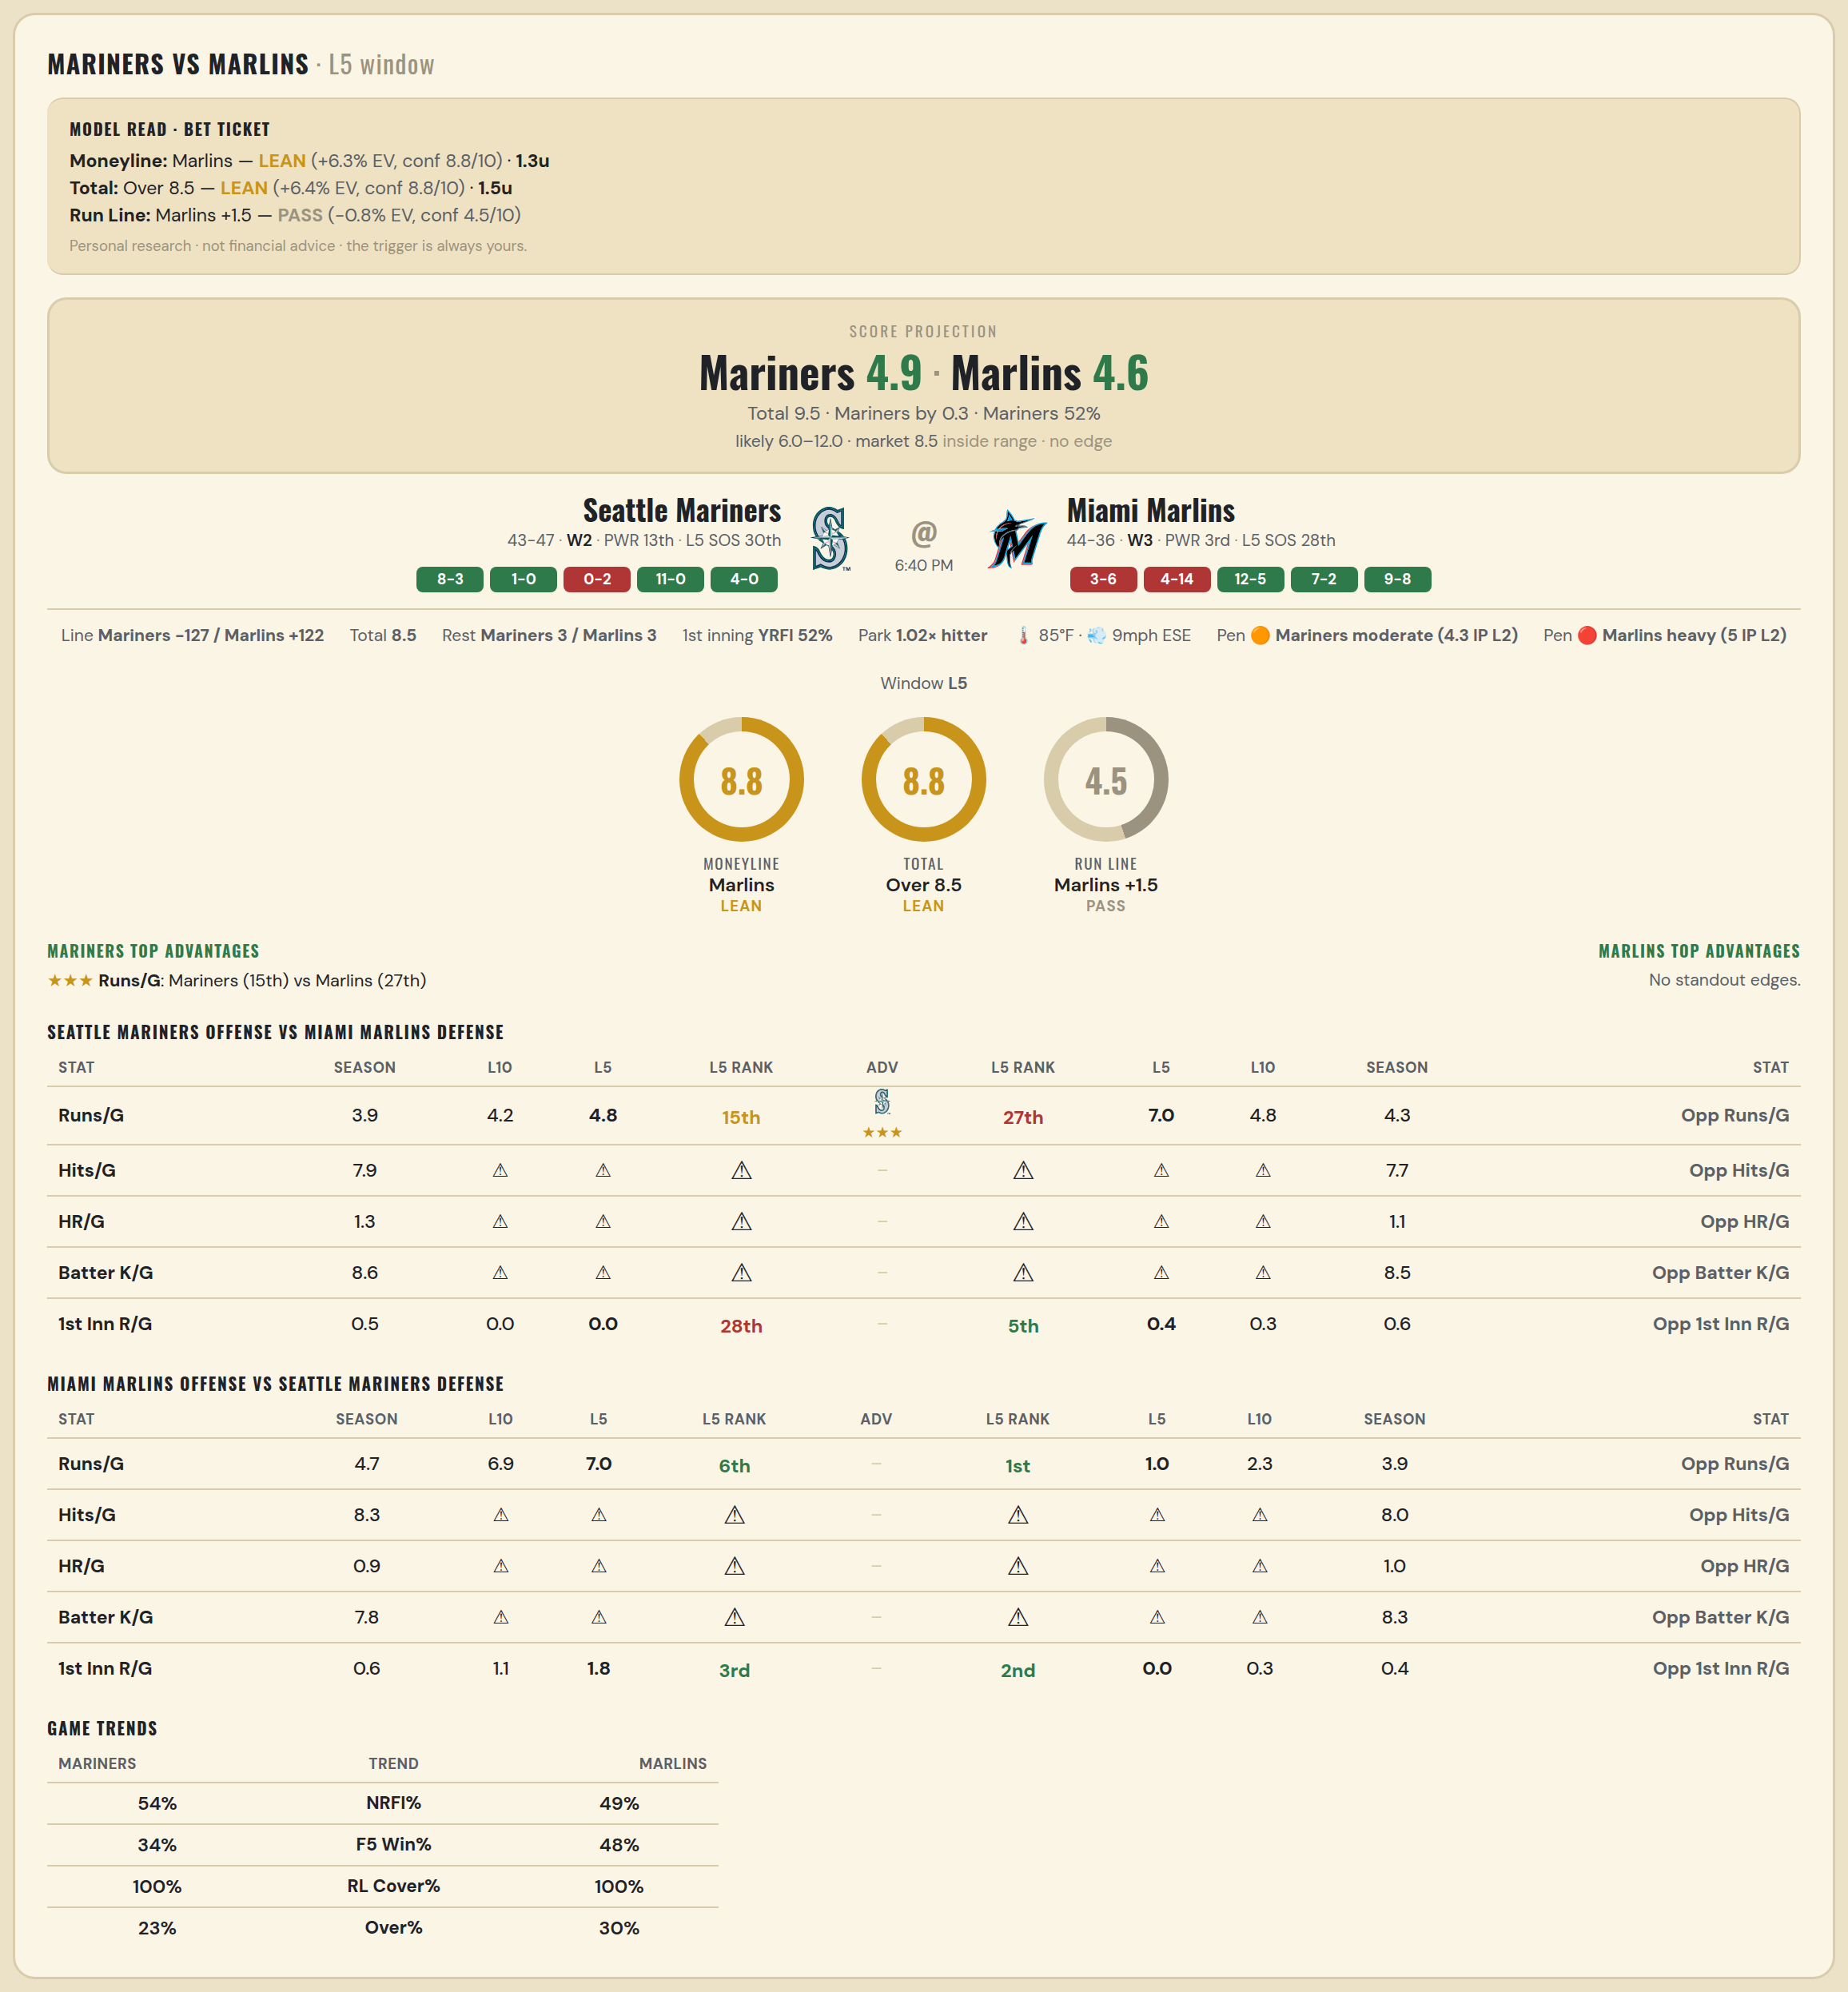 MARINERS VS MARLINS · L5 window
MODEL READ · BET TICKET
Moneyline: Marlins — LEAN (+6.3% EV, conf 8.8/10) · 1.3u
Total: Over 8.5 — LEAN (+6.4% EV, conf 8.8/10) · 1.5u
Run Line: Marlins +1.5 — PASS (-0.8% EV, conf 4.5/10)
Personal research · not financial advice · the trigger is always yours.
SCORE PROJECTION
Mariners 4.9 · Marlins 4.6
Total 9.5 · Mariners by 0.3 · Mariners 52%
likely 6.0–12.0 · market 8.5 inside range · no edge
Seattle Mariners
43-47 · W2 · PWR 13th · L5 SOS 30th
8-3 1-0 0-2 11-0 4-0
@
6:40 PM
Miami Marlins
44-36 · W3 · PWR 3rd · L5 SOS 28th
3-6 4-14 12-5 7-2 9-8
Line Mariners -127 / Marlins +122 Total 8.5 Rest Mariners 3 / Marlins 3 1st inning YRFI 52% Park 1.02× hitter 🌡️ 85°F · 💨 9mph ESE Pen 🟠 Mariners moderate (4.3 IP L2) Pen 🔴 Marlins heavy (5 IP L2)
Window L5
8.8 8.8 4.5
MONEYLINE TOTAL RUN LINE
Marlins Over 8.5 Marlins +1.5
LEAN LEAN PASS
MARINERS TOP ADVANTAGES
★★★ Runs/G: Mariners (15th) vs Marlins (27th)
MARLINS TOP ADVANTAGES
No standout edges.
SEATTLE MARINERS OFFENSE VS MIAMI MARLINS DEFENSE
STAT SEASON L10 L5 L5 RANK ADV L5 RANK L5 L10 SEASON STAT
Runs/G 3.9 4.2 4.8 15th ★★★ 27th 7.0 4.8 4.3 Opp Runs/G
Hits/G 7.9 ⚠ ⚠ ⚠ – ⚠ ⚠ ⚠ 7.7 Opp Hits/G
HR/G 1.3 ⚠ ⚠ ⚠ – ⚠ ⚠ ⚠ 1.1 Opp HR/G
Batter K/G 8.6 ⚠ ⚠ ⚠ – ⚠ ⚠ ⚠ 8.5 Opp Batter K/G
1st Inn R/G 0.5 0.0 0.0 28th – 5th 0.4 0.3 0.6 Opp 1st Inn R/G
MIAMI MARLINS OFFENSE VS SEATTLE MARINERS DEFENSE
STAT SEASON L10 L5 L5 RANK ADV L5 RANK L5 L10 SEASON STAT
Runs/G 4.7 6.9 7.0 6th – 1st 1.0 2.3 3.9 Opp Runs/G
Hits/G 8.3 ⚠ ⚠ ⚠ – ⚠ ⚠ ⚠ 8.0 Opp Hits/G
HR/G 0.9 ⚠ ⚠ ⚠ – ⚠ ⚠ ⚠ 1.0 Opp HR/G
Batter K/G 7.8 ⚠ ⚠ ⚠ – ⚠ ⚠ ⚠ 8.3 Opp Batter K/G
1st Inn R/G 0.6 1.1 1.8 3rd – 2nd 0.0 0.3 0.4 Opp 1st Inn R/G
GAME TRENDS
MARINERS TREND MARLINS
54% NRFI% 49%
34% F5 Win% 48%
100% RL Cover% 100%
23% Over% 30%